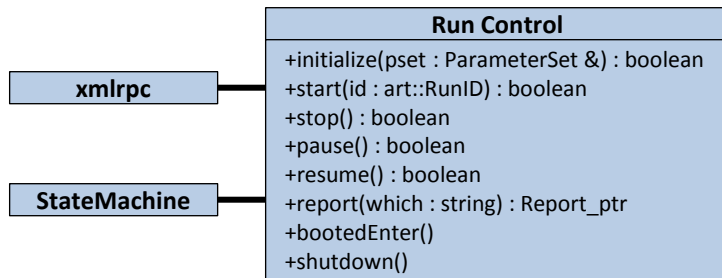 Run Control
+initialize(pset : ParameterSet &) : boolean
xmlrpc
+start(id : art::RunID) : boolean
+stop() : boolean
+pause() : boolean
+resume() : boolean
StateMachine
+report(which : string) : Report_ptr
+bootedEnter()
+shutdown()